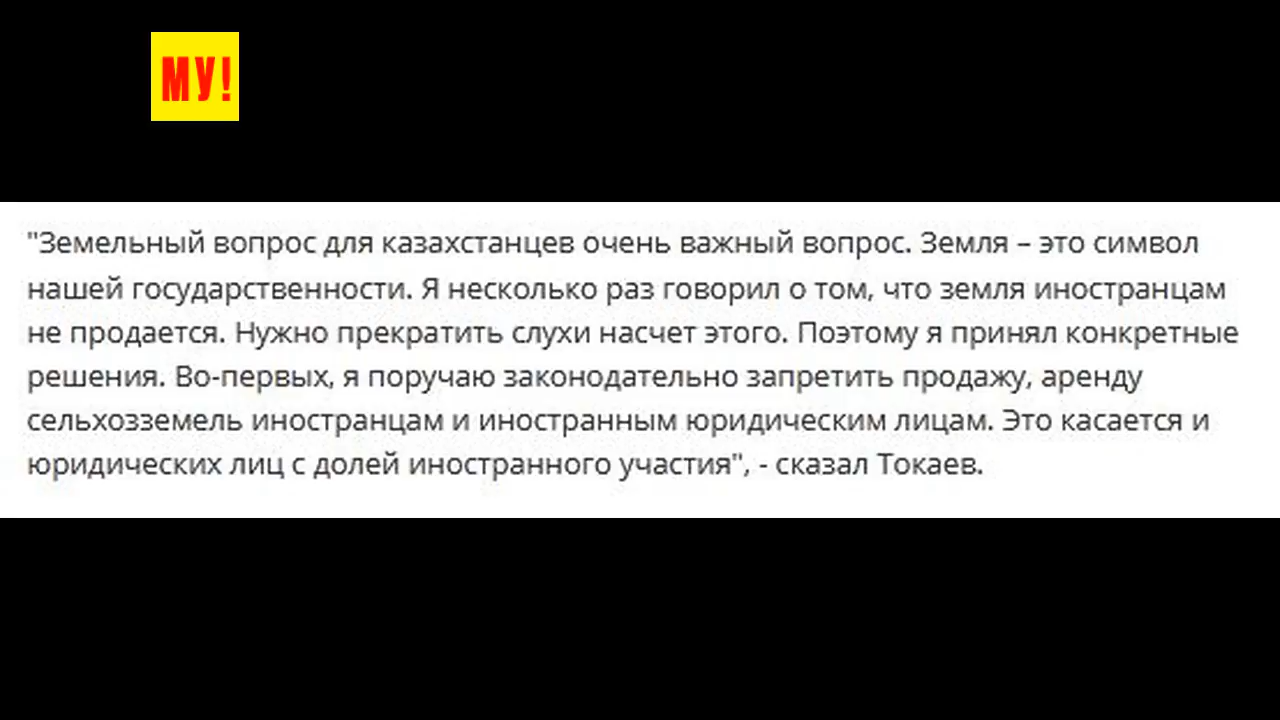 МУ!
"Земельный вопрос для казахстанцев очень важный вопрос. Земля – это символ
нашей государственности. Я несколько раз говорил о том, что земля иностранцам
не продается. Нужно прекратить слухи насчет этого. Поэтому я принял конкретные
решения. Во-первых, я поручаю законодательно запретить продажу, аренду
сельхозземель иностранцам и иностранным юридическим лицам. Это касается и
юридических лиц с долей иностранного участия", - сказал Токаев.